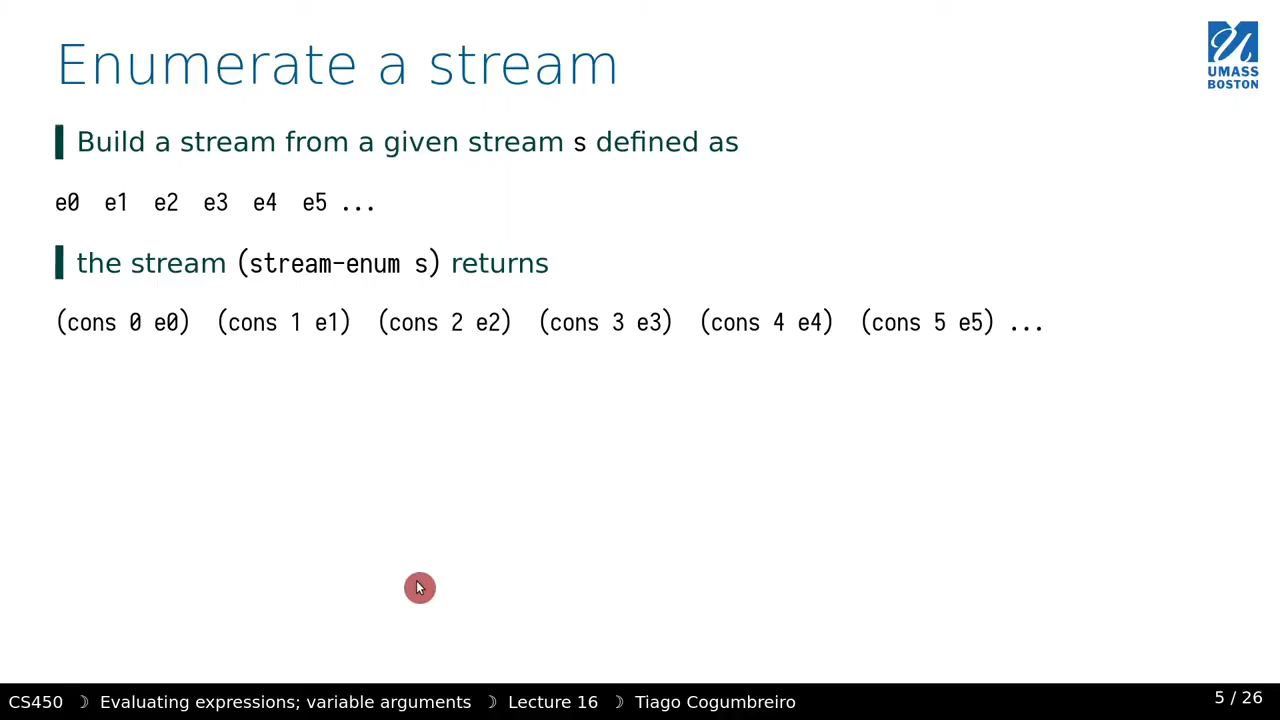 Enumerate a stream
UMASS
BOSTON
Build a stream from a given stream s defined as
e0 e1 e2 e3 e4 e5 ...
the stream (stream-enum s) returns
(cons 0 e0) (cons 1 e1) (cons 2 e2) (cons 3 e3) (cons 4 e4) (cons 5 e5) ...
CS450 ☽ Evaluating expressions; variable arguments ☽ Lecture 16 ☽ Tiago Cogumbreiro
5 / 26